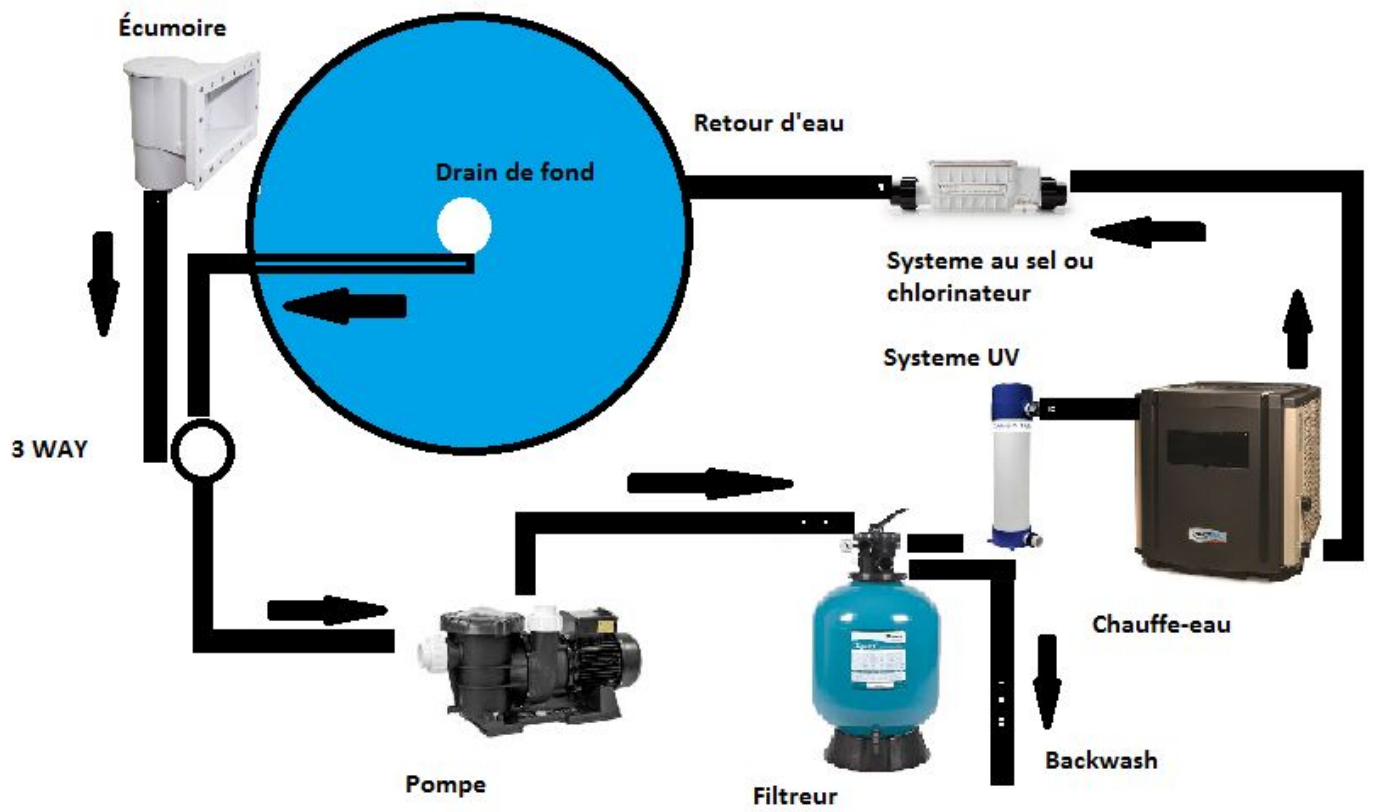 Écumoire
Retour d'eau
Drain de fond
Systeme au sel ou
chlorinateur
Systeme UV
3 WAY
Chauffe-eau
Backwash
Pompe
Filtreur